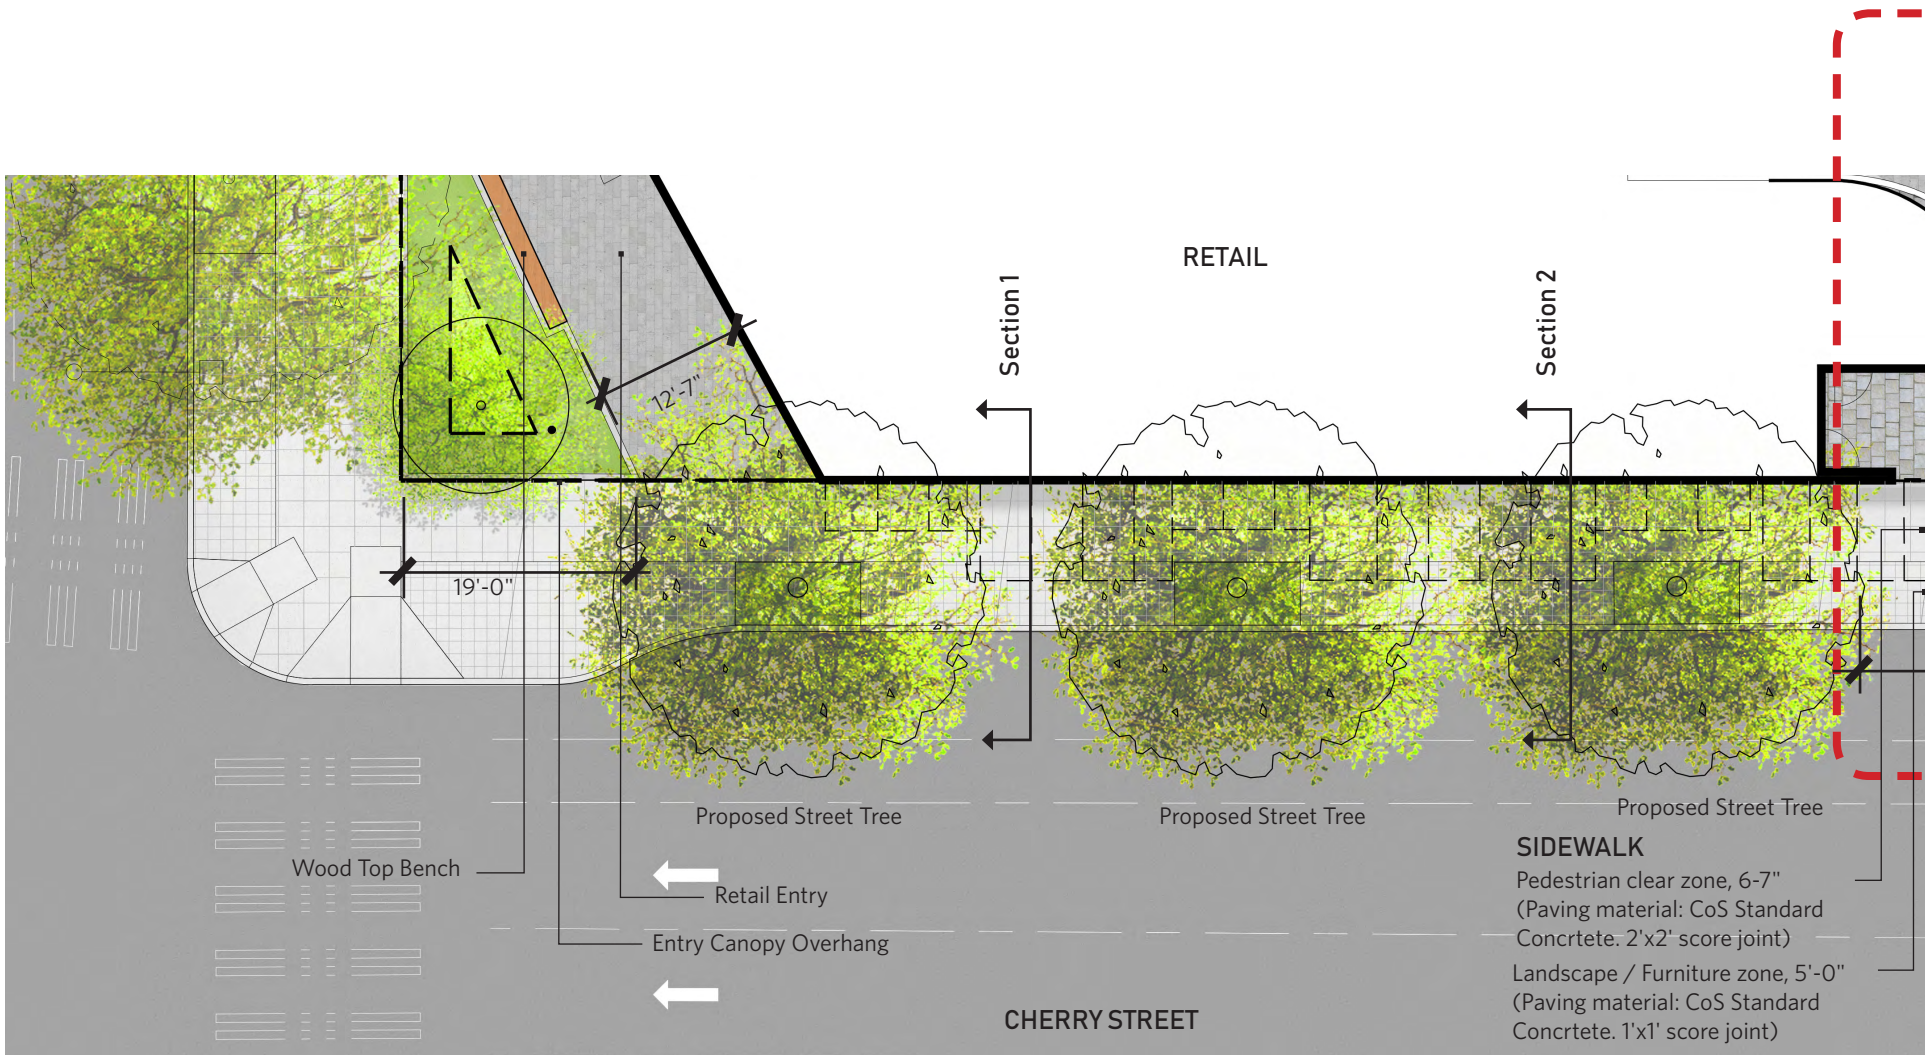 RETAIL
Section 1
Section 2
12'-7"
19'-0"
Proposed Street Tree
Proposed Street Tree
Proposed Street Tree
Wood Top Bench
Retail Entry
Entry Canopy Overhang
SIDEWALK
Pedestrian clear zone, 6-7"
(Paving material: CoS Standard
Concrtete. 2'x2' score joint)
Landscape / Furniture zone, 5'-0"
(Paving material: CoS Standard
Concrtete. 1'x1' score joint)
CHERRY STREET